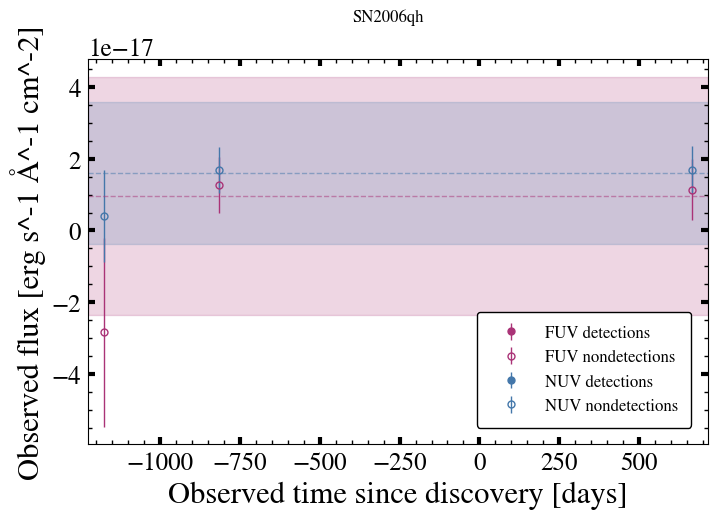 SN2006qh
1e−17
Observed flux [erg s^-1 Å^-1 cm^-2]
4
2
0
−2
−4
FUV detections
FUV nondetections
NUV detections
NUV nondetections
−1000 −750 −500 −250 0 250 500
Observed time since discovery [days]